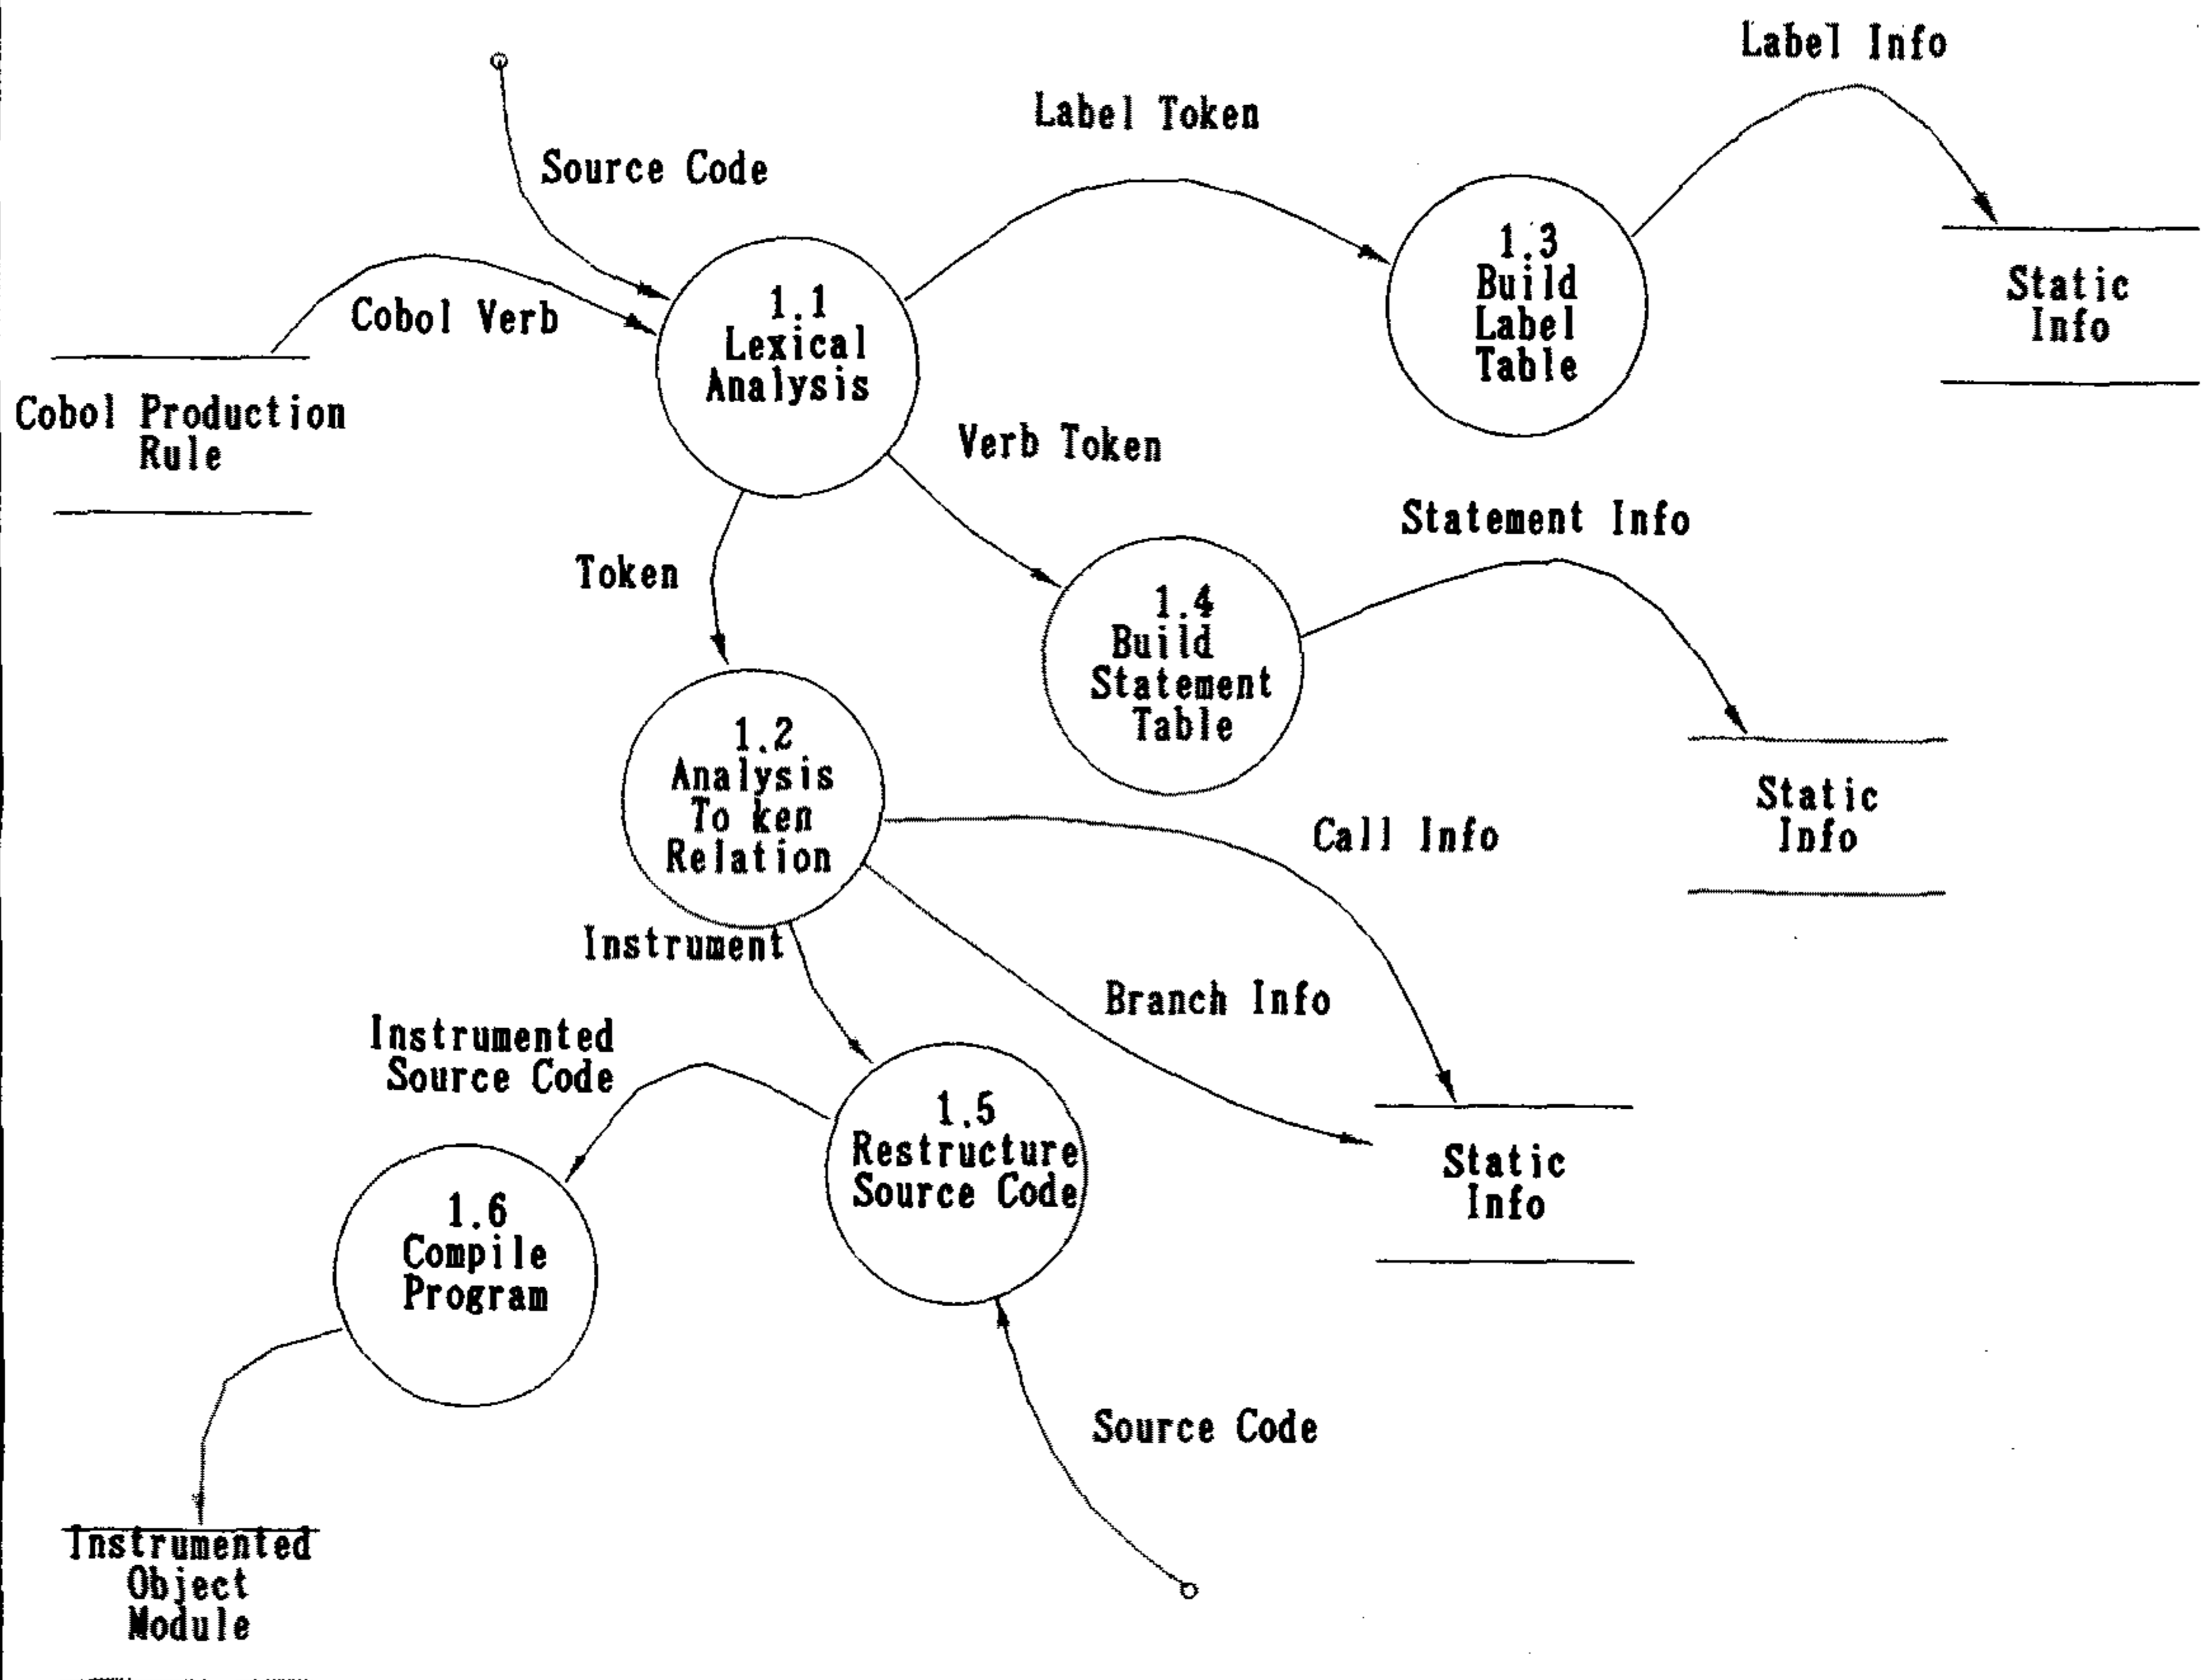 Label Info
Label Token
Source Code
1.3
Build
Label
Table
Static
Info
1.1
Lexical
Analysis
Cobol Verb
Cobol Production
Rule
Verb Token
Statement Info
Token
1.4
Build
Statement
Table
1.2
Analysis
To ken
Relation
Static
Info
Call Info
Instrument
Branch Info
Instrumented
Source Code
1.5
Restructure
Source Code
Static
Info
1.6
Compile
Program
Source Code
Instrumented
Object
Module